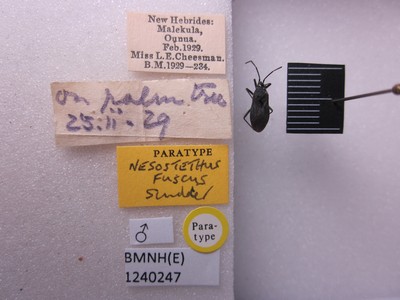 New Hebrides:
Malekula,
Ounua.
Feb.1929.
Miss L.E.Cheesman.
B.M.1929—234.
on palm tree
25.ii.29
PARATYPE
NESOSTETHUS
FUSCUS
♂
Para-
type
BMNH(E)
1240247